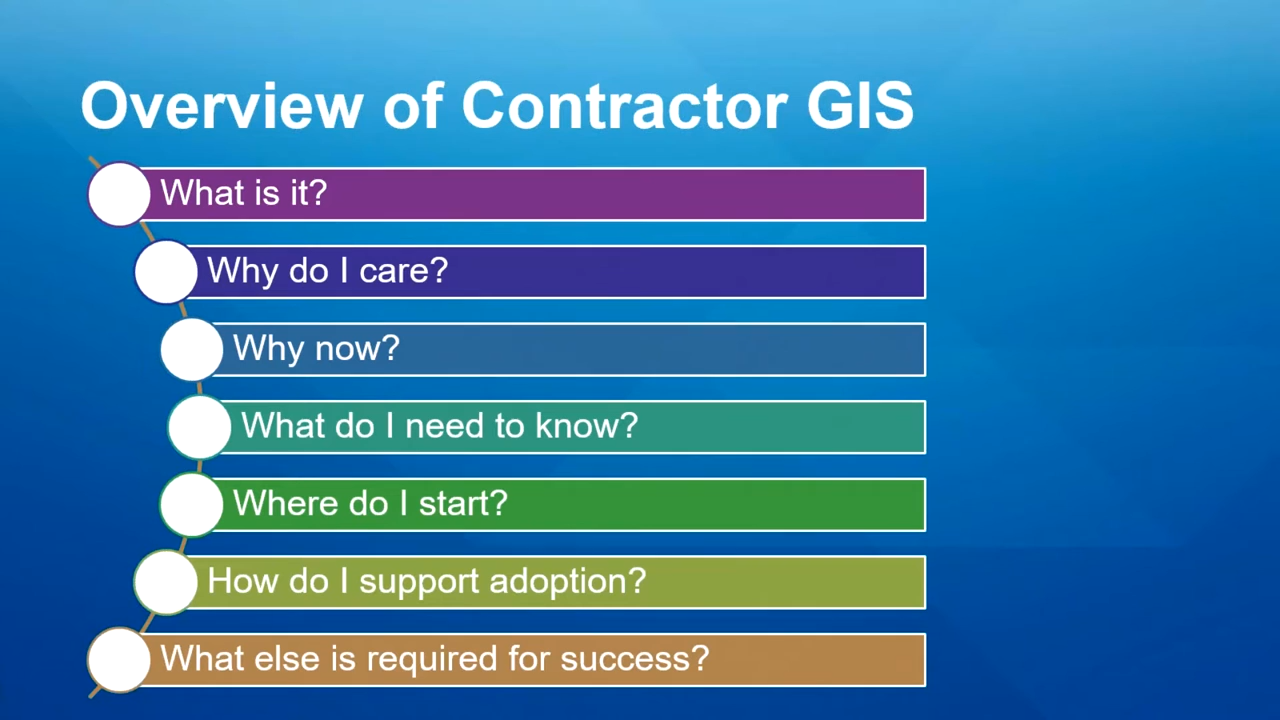 Overview of Contractor GIS
What is it?
Why do I care?
Why now?
What do I need to know?
Where do I start?
How do I support adoption?
What else is required for success?